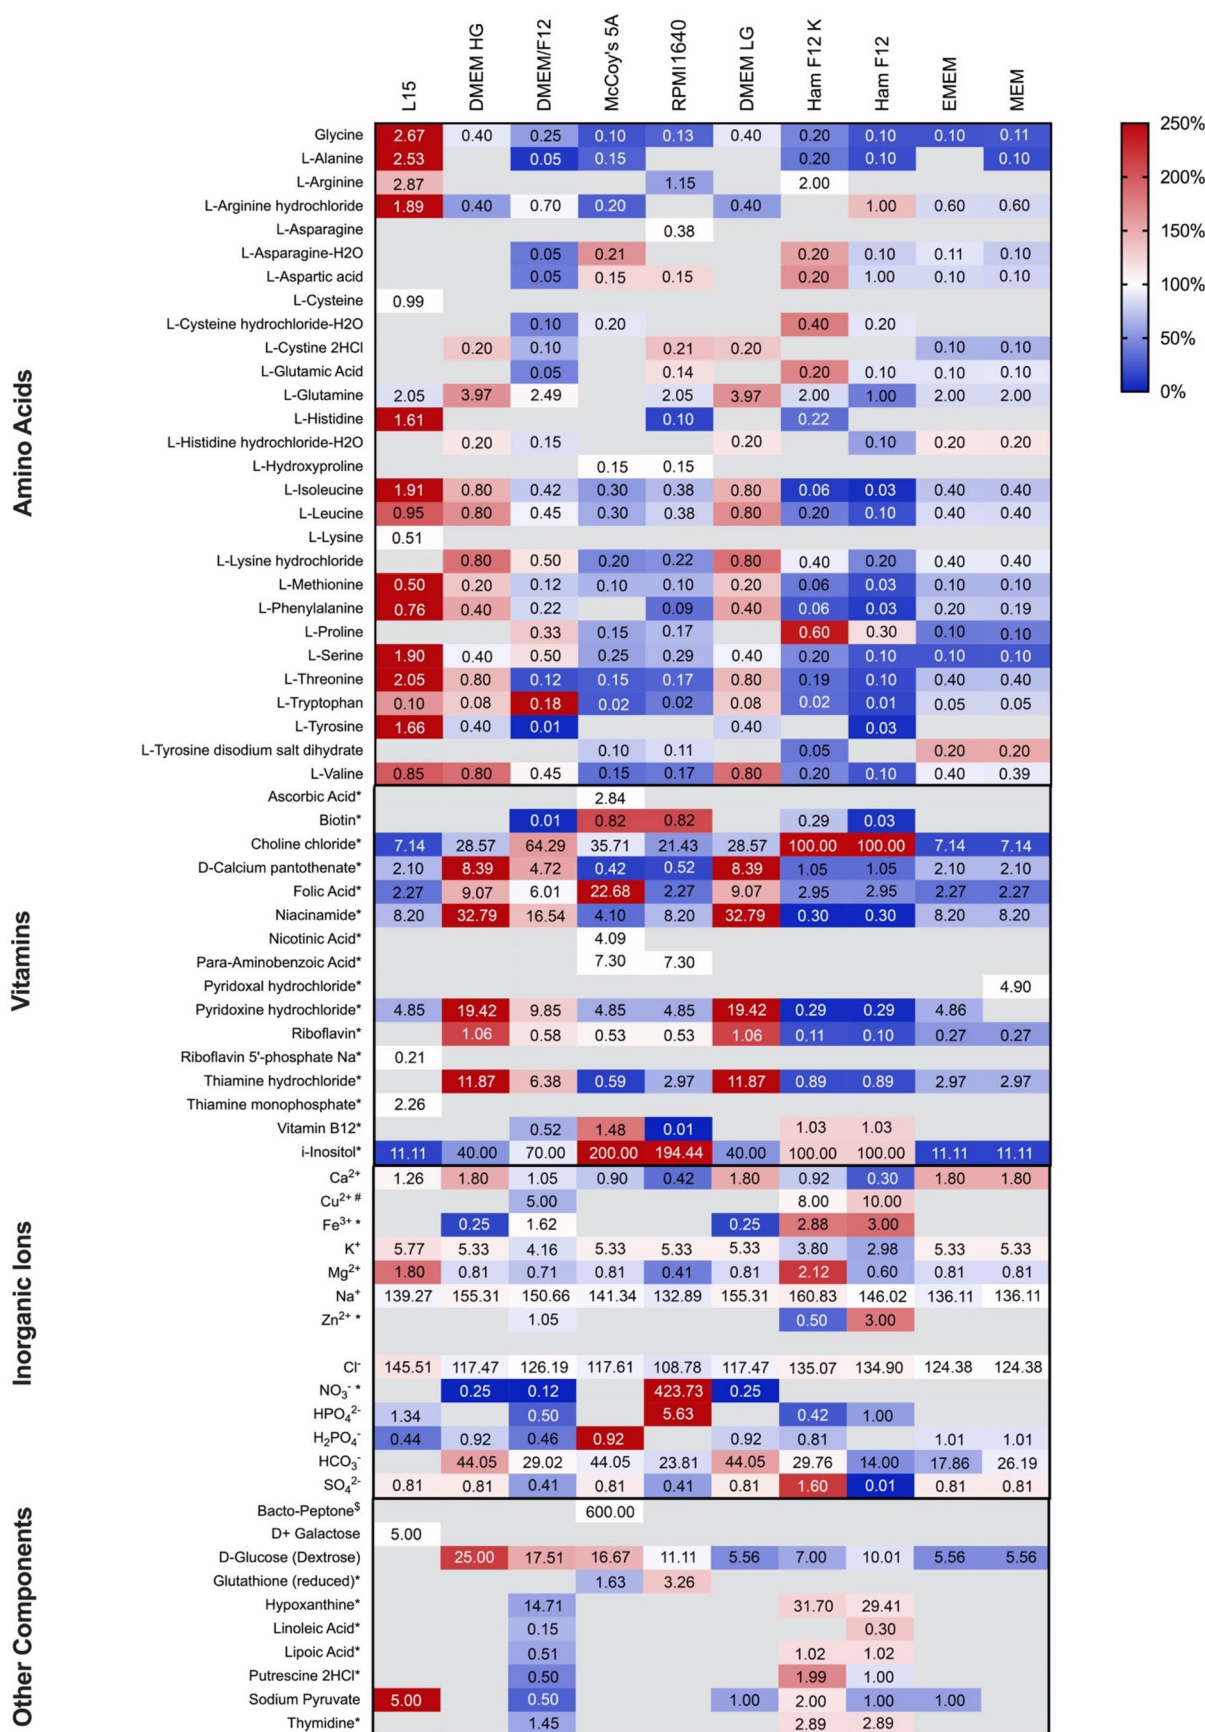 L15 DMEM HG DMEM/F12 McCoy's 5A RPMI1640 DMEM LG Ham F12 K Ham F12 EMEM MEM
Amino Acids
Glycine 2.67 0.40 0.25 0.10 0.13 0.40 0.20 0.10 0.10 0.11
L-Alanine 2.53 0.05 0.15 0.20 0.10 0.10
L-Arginine 2.87 1.15 2.00
L-Arginine hydrochloride 1.89 0.40 0.70 0.20 0.40 1.00 0.60 0.60
L-Asparagine 0.38
L-Asparagine-H2O 0.05 0.21 0.20 0.10 0.11 0.10
L-Aspartic acid 0.05 0.15 0.15 0.20 1.00 0.10 0.10
L-Cysteine 0.99
L-Cysteine hydrochloride-H2O 0.10 0.20 0.40 0.20
L-Cystine 2HCl 0.20 0.10 0.21 0.20 0.10 0.10
L-Glutamic Acid 0.05 0.14 0.20 0.10 0.10 0.10
L-Glutamine 2.05 3.97 2.49 2.05 3.97 2.00 1.00 2.00 2.00
L-Histidine 1.61 0.10 0.22
L-Histidine hydrochloride-H2O 0.20 0.15 0.20 0.10 0.20 0.20
L-Hydroxyproline 0.15 0.15
L-Isoleucine 1.91 0.80 0.42 0.30 0.38 0.80 0.06 0.03 0.40 0.40
L-Leucine 0.95 0.80 0.45 0.30 0.38 0.80 0.20 0.10 0.40 0.40
L-Lysine 0.51
L-Lysine hydrochloride 0.80 0.50 0.20 0.22 0.80 0.40 0.20 0.40 0.40
L-Methionine 0.50 0.20 0.12 0.10 0.10 0.20 0.06 0.03 0.10 0.10
L-Phenylalanine 0.76 0.40 0.22 0.09 0.40 0.06 0.03 0.20 0.19
L-Proline 0.33 0.15 0.17 0.60 0.30 0.10 0.10
L-Serine 1.90 0.40 0.50 0.25 0.29 0.40 0.20 0.10 0.10 0.10
L-Threonine 2.05 0.80 0.12 0.15 0.17 0.80 0.19 0.10 0.40 0.40
L-Tryptophan 0.10 0.08 0.18 0.02 0.02 0.08 0.02 0.01 0.05 0.05
L-Tyrosine 1.66 0.40 0.01 0.40 0.03
L-Tyrosine disodium salt dihydrate 0.10 0.11 0.05 0.20 0.20
L-Valine 0.85 0.80 0.45 0.15 0.17 0.80 0.20 0.10 0.40 0.39
Vitamins
Ascorbic Acid* 2.84
Biotin* 0.01 0.82 0.82 0.29 0.03
Choline chloride* 7.14 28.57 64.29 35.71 21.43 28.57 100.00 100.00 7.14 7.14
D-Calcium pantothenate* 2.10 8.39 4.72 0.42 0.52 8.39 1.05 1.05 2.10 2.10
Folic Acid* 2.27 9.07 6.01 22.68 2.27 9.07 2.95 2.95 2.27 2.27
Niacinamide* 8.20 32.79 16.54 4.10 8.20 32.79 0.30 0.30 8.20 8.20
Nicotinic Acid* 4.09
Para-Aminobenzoic Acid* 7.30 7.30
Pyridoxal hydrochloride* 4.90
Pyridoxine hydrochloride* 4.85 19.42 9.85 4.85 4.85 19.42 0.29 0.29 4.86
Riboflavin* 1.06 0.58 0.53 0.53 1.06 0.11 0.10 0.27 0.27
Riboflavin 5'-phosphate Na* 0.21
Thiamine hydrochloride* 11.87 6.38 0.59 2.97 11.87 0.89 0.89 2.97 2.97
Thiamine monophosphate* 2.26
Vitamin B12* 0.52 1.48 0.01 1.03 1.03
i-Inositol* 11.11 40.00 70.00 200.00 194.44 40.00 100.00 100.00 11.11 11.11
Inorganic Ions
Ca²⁺ 1.26 1.80 1.05 0.90 0.42 1.80 0.92 0.30 1.80 1.80
Cu²⁺ # 5.00 8.00 10.00
Fe³⁺ * 0.25 1.62 0.25 2.88 3.00
K⁺ 5.77 5.33 4.16 5.33 5.33 5.33 3.80 2.98 5.33 5.33
Mg²⁺ 1.80 0.81 0.71 0.81 0.41 0.81 2.12 0.60 0.81 0.81
Na⁺ 139.27 155.31 150.66 141.34 132.89 155.31 160.83 146.02 136.11 136.11
Zn²⁺ * 1.05 0.50 3.00
Cl⁻ 145.51 117.47 126.19 117.61 108.78 117.47 135.07 134.90 124.38 124.38
NO₃⁻ * 0.25 0.12 423.73 0.25
HPO₄²⁻ 1.34 0.50 5.63 0.42 1.00
H₂PO₄⁻ 0.44 0.92 0.46 0.92 0.92 0.81 1.01 1.01
HCO₃⁻ 44.05 29.02 44.05 23.81 44.05 29.76 14.00 17.86 26.19
SO₄²⁻ 0.81 0.81 0.41 0.81 0.41 0.81 1.60 0.01 0.81 0.81
Other Components
Bacto-Peptone$ 600.00
D+ Galactose 5.00
D-Glucose (Dextrose) 25.00 17.51 16.67 11.11 5.56 7.00 10.01 5.56 5.56
Glutathione (reduced)* 1.63 3.26
Hypoxanthine* 14.71 31.70 29.41
Linoleic Acid* 0.15 0.30
Lipoic Acid* 0.51 1.02 1.02
Putrescine 2HCl* 0.50 1.99 1.00
Sodium Pyruvate 5.00 0.50 1.00 2.00 1.00 1.00
Thymidine* 1.45 2.89 2.89
250%
200%
150%
100%
50%
0%